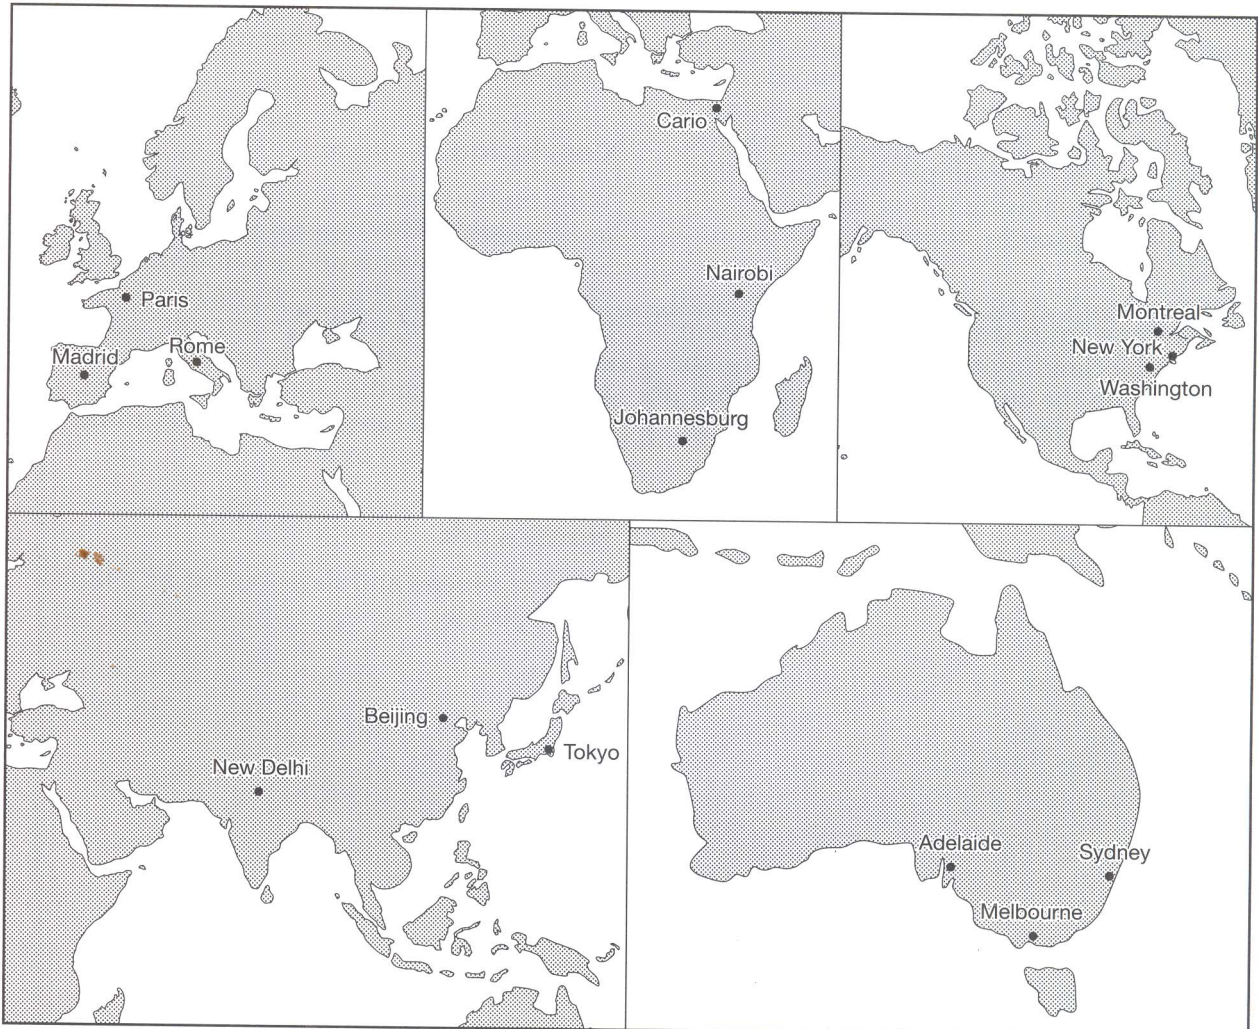 Paris
Madrid
Rome
Cario
Nairobi
Johannesburg
Montreal
New York
Washington
Beijing
Tokyo
New Delhi
Adelaide
Sydney
Melbourne